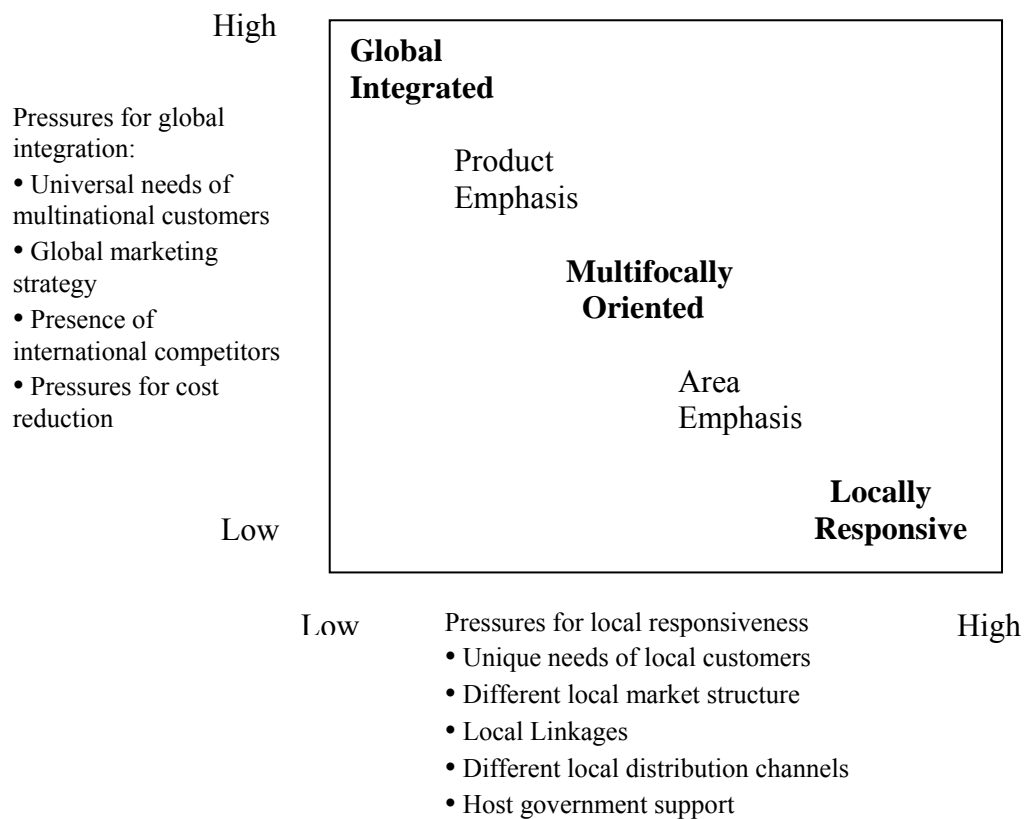 High
Global
Integrated
Pressures for global
integration:
• Universal needs of
multinational customers
• Global marketing
strategy
• Presence of
international competitors
• Pressures for cost
reduction
Product
Emphasis
Multifocally
Oriented
Area
Emphasis
Locally
Responsive
Low
Low
Pressures for local responsiveness
High
• Unique needs of local customers
• Different local market structure
• Local Linkages
• Different local distribution channels
• Host government support